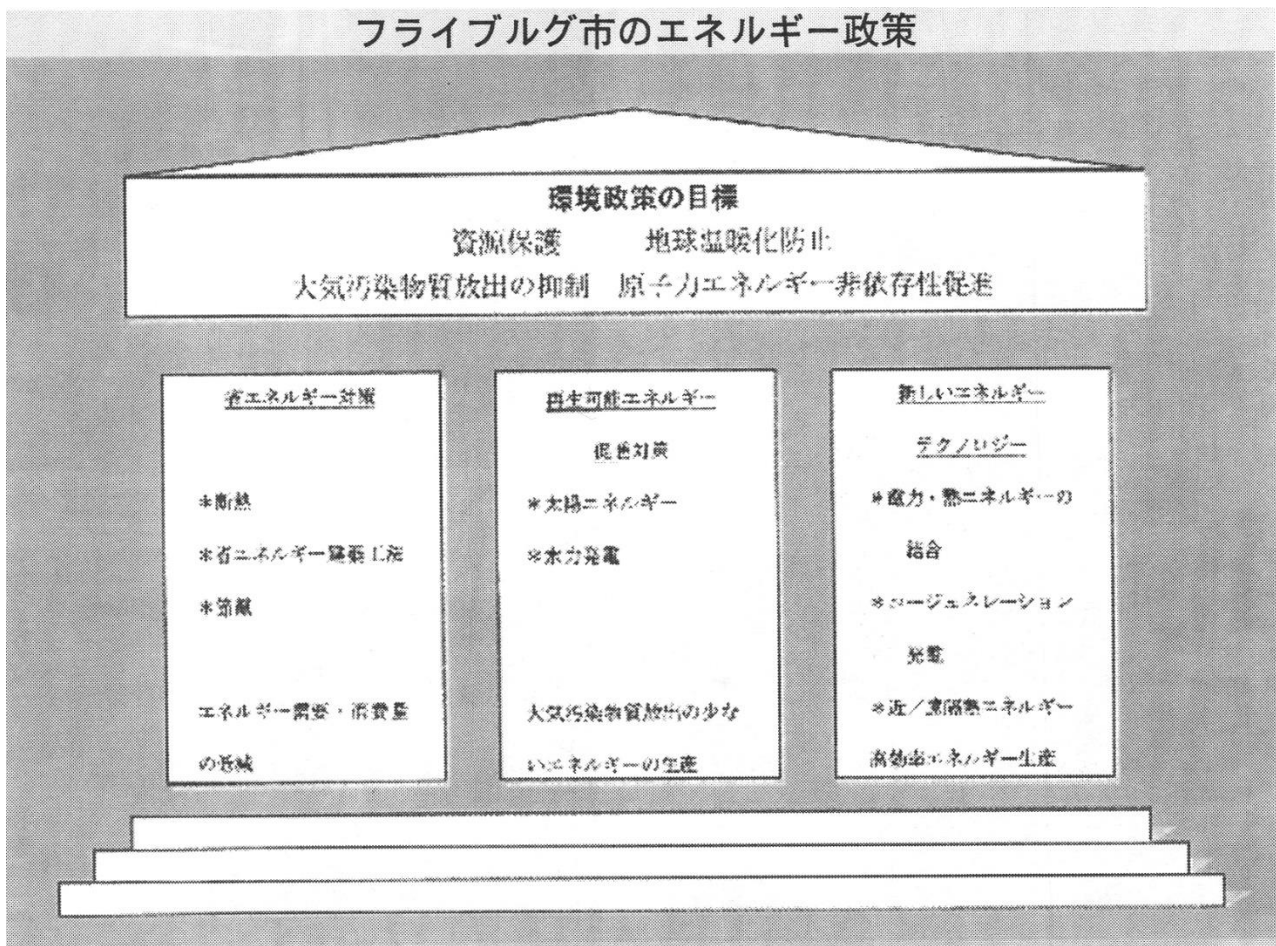 フライブルグ市のエネルギー政策
環境政策の目標
資源保護 地球温暖化防止
大気汚染物質放出の抑制 原子力エネルギー非依存性促進
省エネルギー対策
*断熱
*省エネルギー建築工法
*節電
エネルギー需要・消費量
の低減
再生可能エネルギー
促進対策
*太陽エネルギー
*水力発電
大気汚染物質放出の少な
いエネルギーの生産
新しいエネルギー
テクノロジー
*電力・熱エネルギーの
結合
*コージェネレーション
発電
*近/遠隔熱エネルギー
高効率エネルギー生産